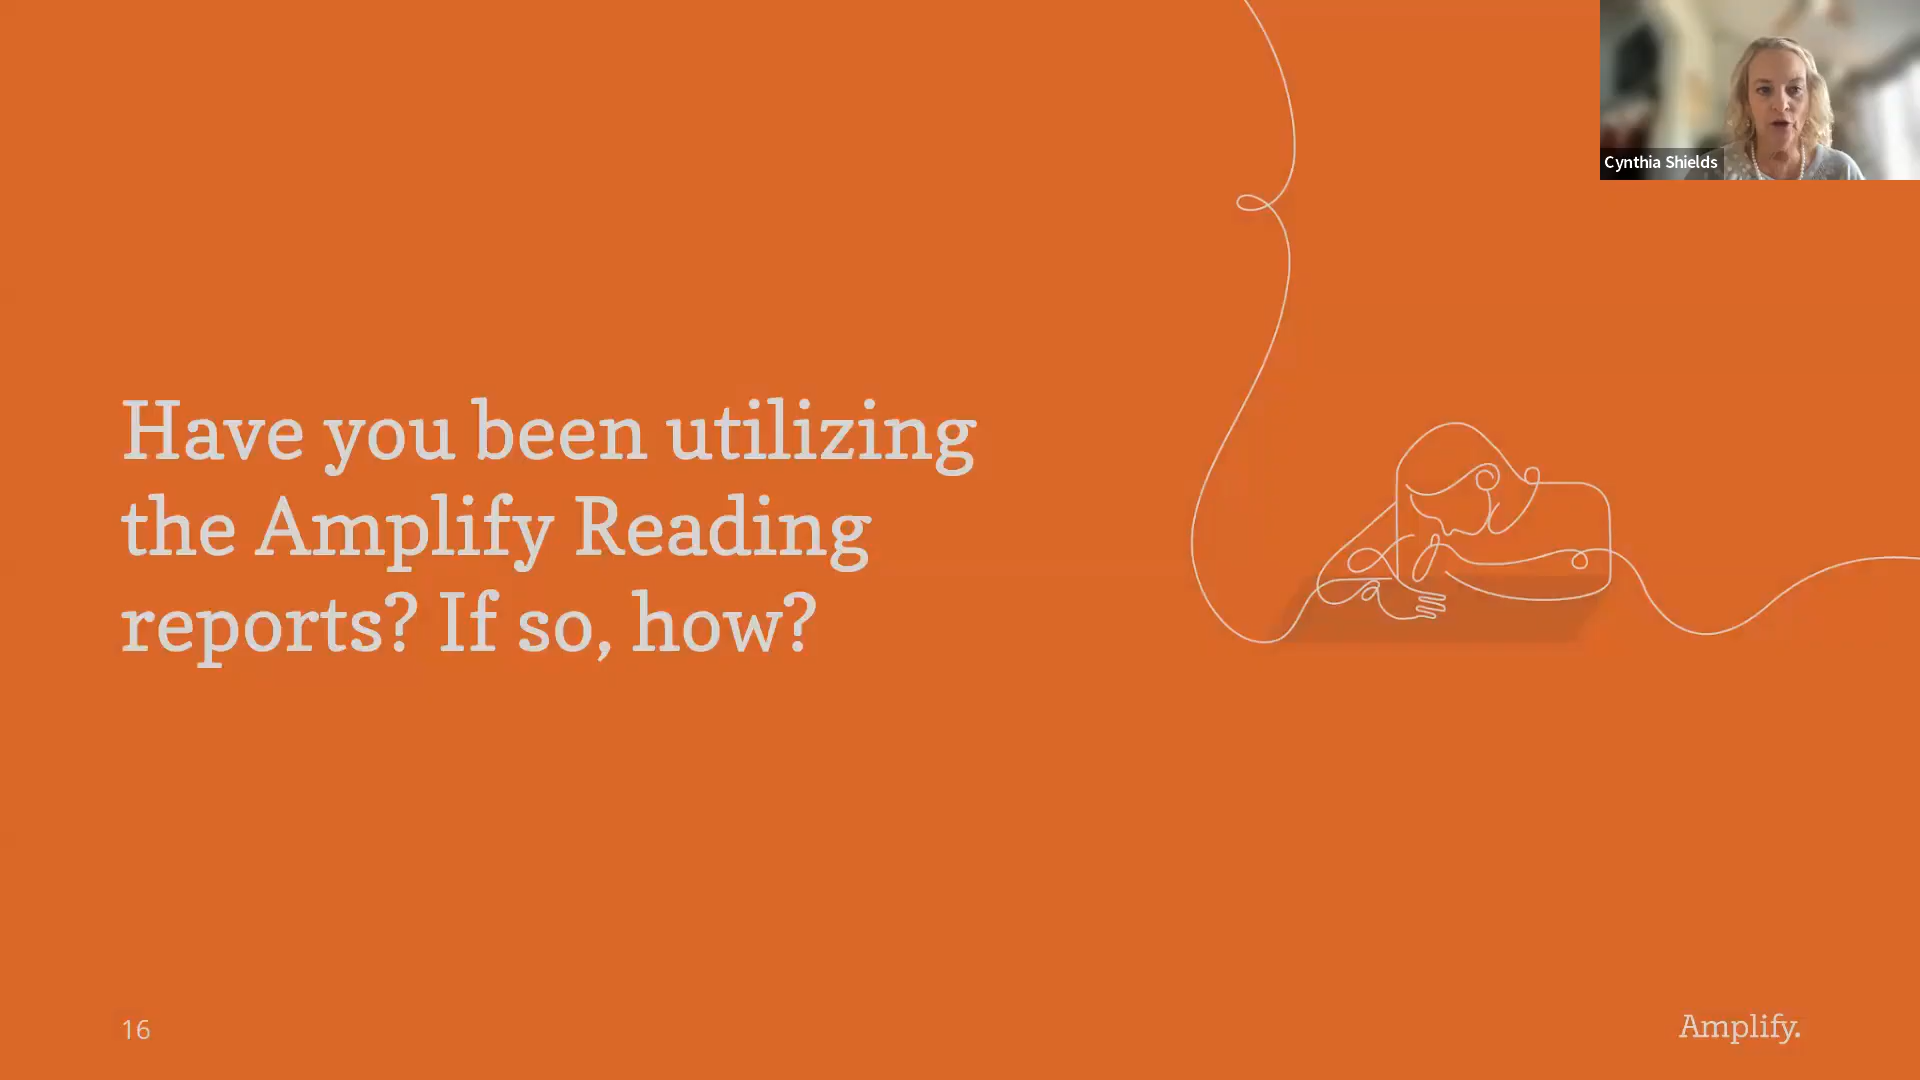 Cynthia Shields
Have you been utilizing
the Amplify Reading
reports? If so, how?
16
Amplify.